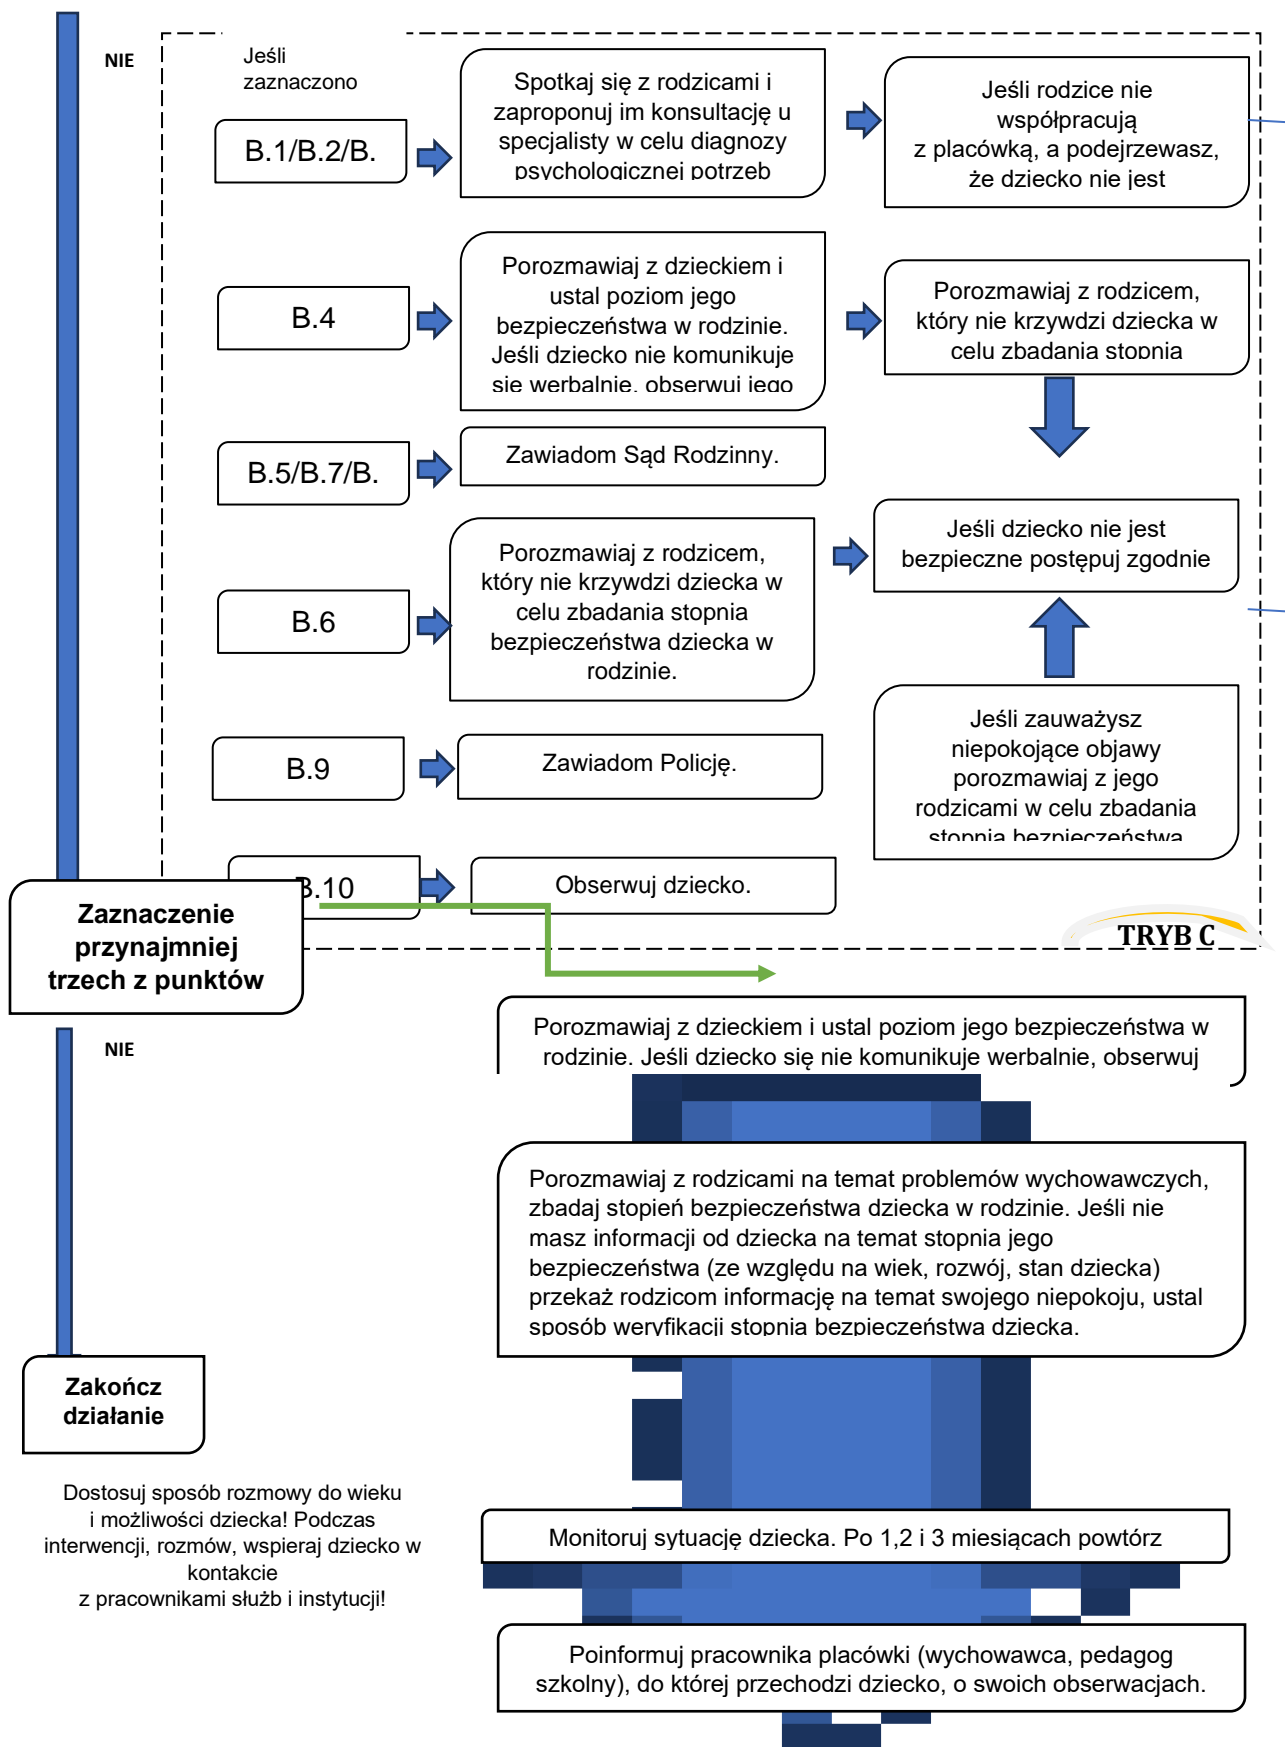 NIE
Jeśli
zaznaczono
B.1/B.2/B.
Spotkaj się z rodzicami i
zaproponuj im konsultację u
specjalisty w celu diagnozy
psychologicznej potrzeb
Jeśli rodzice nie
współpracują
z placówką, a podejrzewasz,
że dziecko nie jest
B.4
Porozmawiaj z dzieckiem i
ustal poziom jego
bezpieczeństwa w rodzinie.
Jeśli dziecko nie komunikuje
się werbalnie, obserwuj jego
Porozmawiaj z rodzicem,
który nie krzywdzi dziecka w
celu zbadania stopnia
B.5/B.7/B.
Zawiadom Sąd Rodzinny.
B.6
Porozmawiaj z rodzicem,
który nie krzywdzi dziecka w
celu zbadania stopnia
bezpieczeństwa dziecka w
rodzinie.
Jeśli dziecko nie jest
bezpieczne postępuj zgodnie
Jeśli zauważysz
niepokojące objawy
porozmawiaj z jego
rodzicami w celu zbadania
stopnia bezpieczeństwa
B.9
Zawiadom Policję.
B.10
Obserwuj dziecko.
Zaznaczenie
przynajmniej
trzech z punktów
TRYB C
NIE
Porozmawiaj z dzieckiem i ustal poziom jego bezpieczeństwa w
rodzinie. Jeśli dziecko się nie komunikuje werbalnie, obserwuj
Porozmawiaj z rodzicami na temat problemów wychowawczych,
zbadaj stopień bezpieczeństwa dziecka w rodzinie. Jeśli nie
masz informacji od dziecka na temat stopnia jego
bezpieczeństwa (ze względu na wiek, rozwój, stan dziecka)
przekaż rodzicom informację na temat swojego niepokoju, ustal
sposób weryfikacji stopnia bezpieczeństwa dziecka.
Zakończ
działanie
Dostosuj sposób rozmowy do wieku
i możliwości dziecka! Podczas
interwencji, rozmów, wspieraj dziecko w
kontakcie
z pracownikami służb i instytucji!
Monitoruj sytuację dziecka. Po 1,2 i 3 miesiącach powtórz
Poinformuj pracownika placówki (wychowawca, pedagog
szkolny), do której przechodzi dziecko, o swoich obserwacjach.